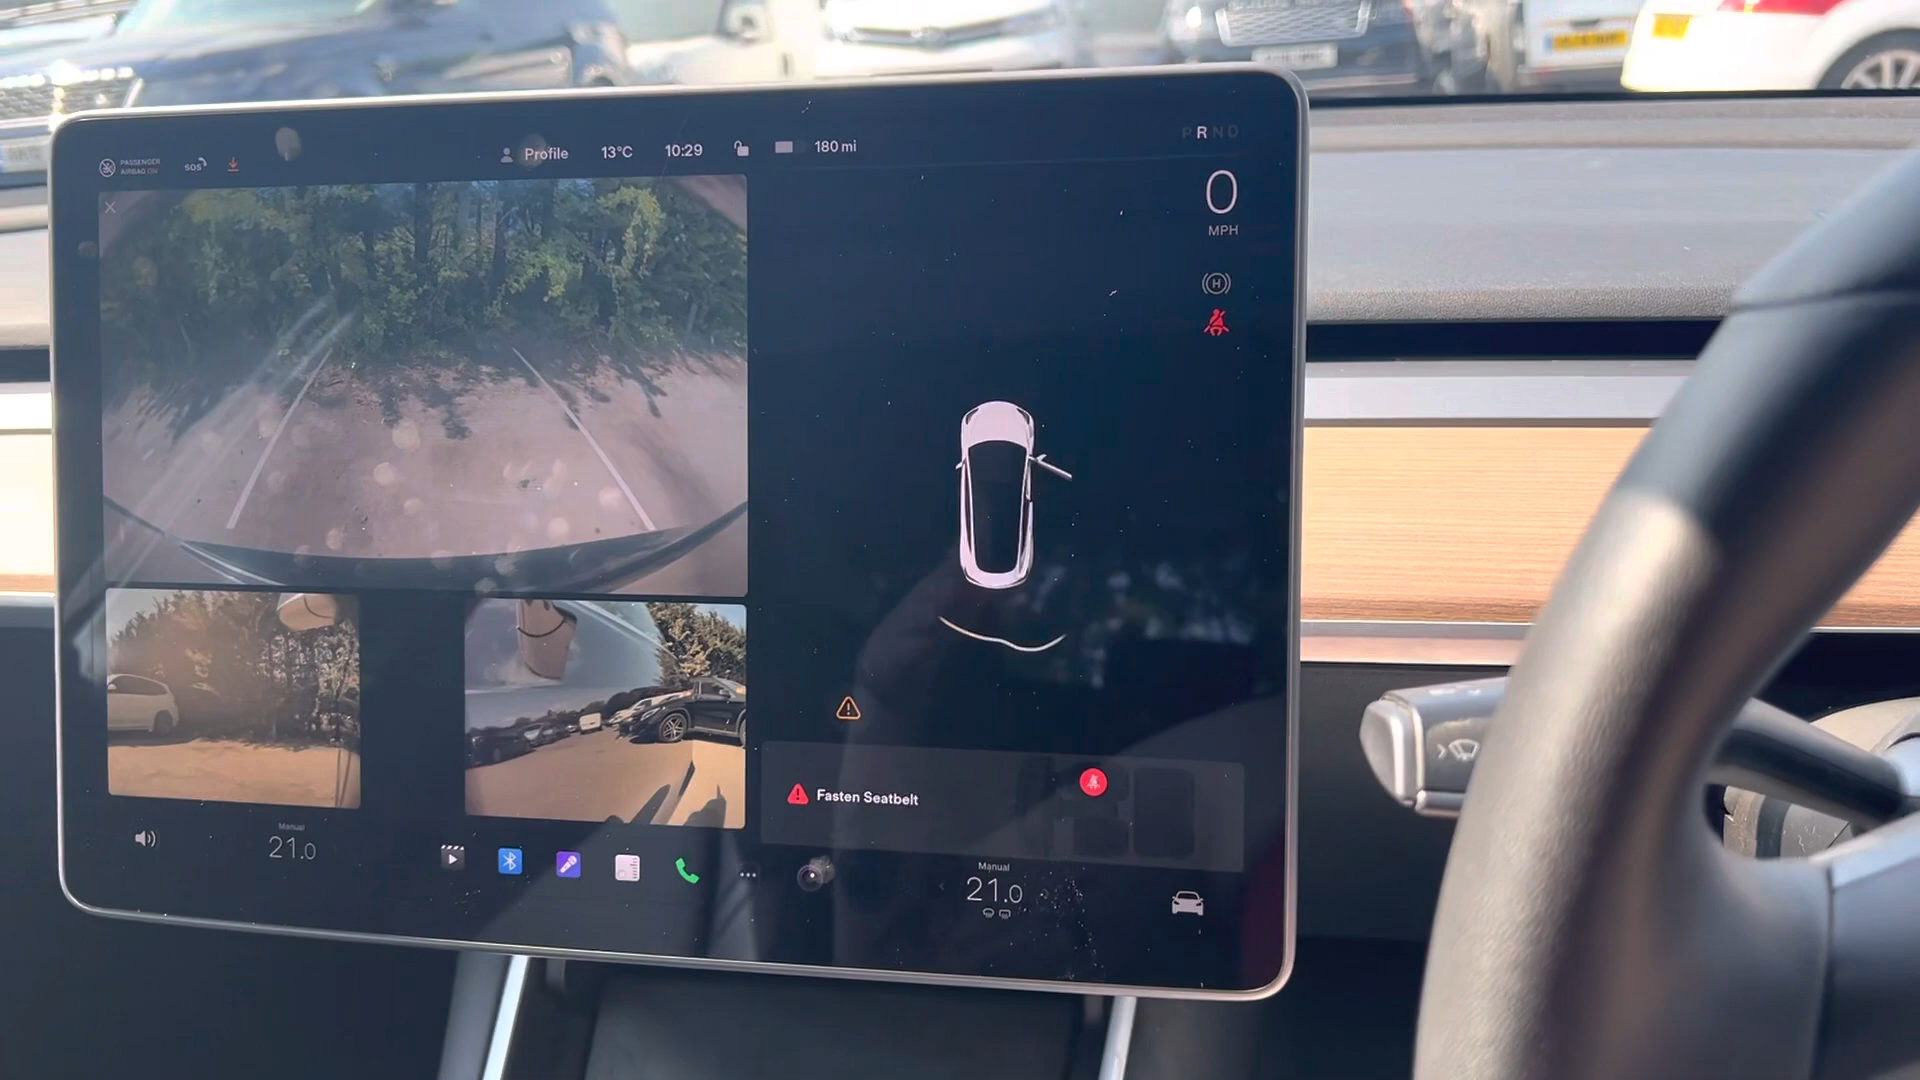 PRND
Profile 13°C 10:29 180 mi
PASSENGER
AIRBAG ON
SOS
0
MPH
H
Fasten Seatbelt
Manual
21.0
Manual
21.0